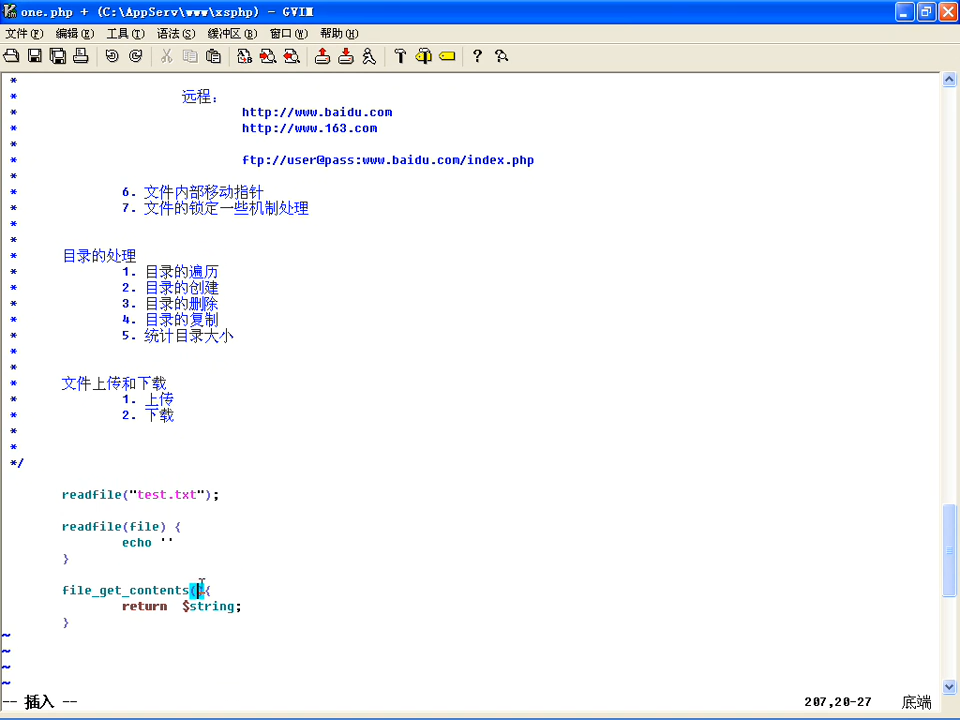 one.php + (C:\AppServ\www\xsphp) - GVIM
文件(F) 编辑(E) 工具(T) 语法(S) 缓冲区(B) 窗口(W) 帮助(H)
*
* 远程：
* http://www.baidu.com
* http://www.163.com
*
* ftp://user@pass:www.baidu.com/index.php
*
* 6. 文件内部移动指针
* 7. 文件的锁定一些机制处理
*
*
* 目录的处理
* 1. 目录的遍历
* 2. 目录的创建
* 3. 目录的删除
* 4. 目录的复制
* 5. 统计目录大小
*
*
* 文件上传和下载
* 1. 上传
* 2. 下载
*
*
*/
readfile("test.txt");
readfile(file) {
echo ''
}
file_get_contents(){
return $string;
}
~
~
~
~
-- 插入 -- 207,20-27 底端